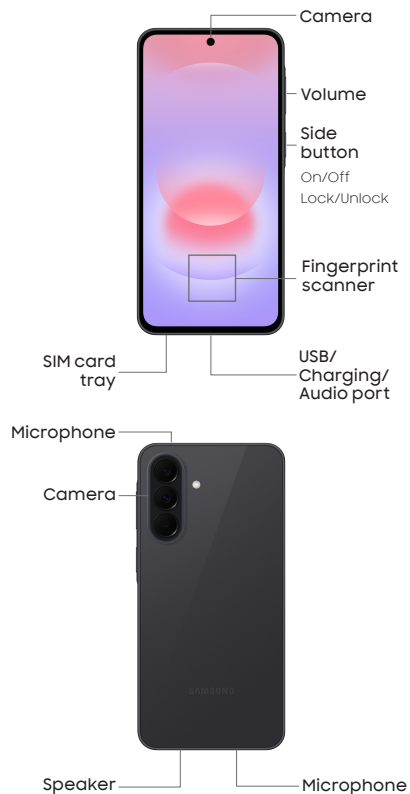 Camera
Volume
Side
button
On/Off
Lock/Unlock
Fingerprint
scanner
SIM card
tray
USB/
Charging/
Audio port
Microphone
Camera
SAMSUNG
Speaker
Microphone